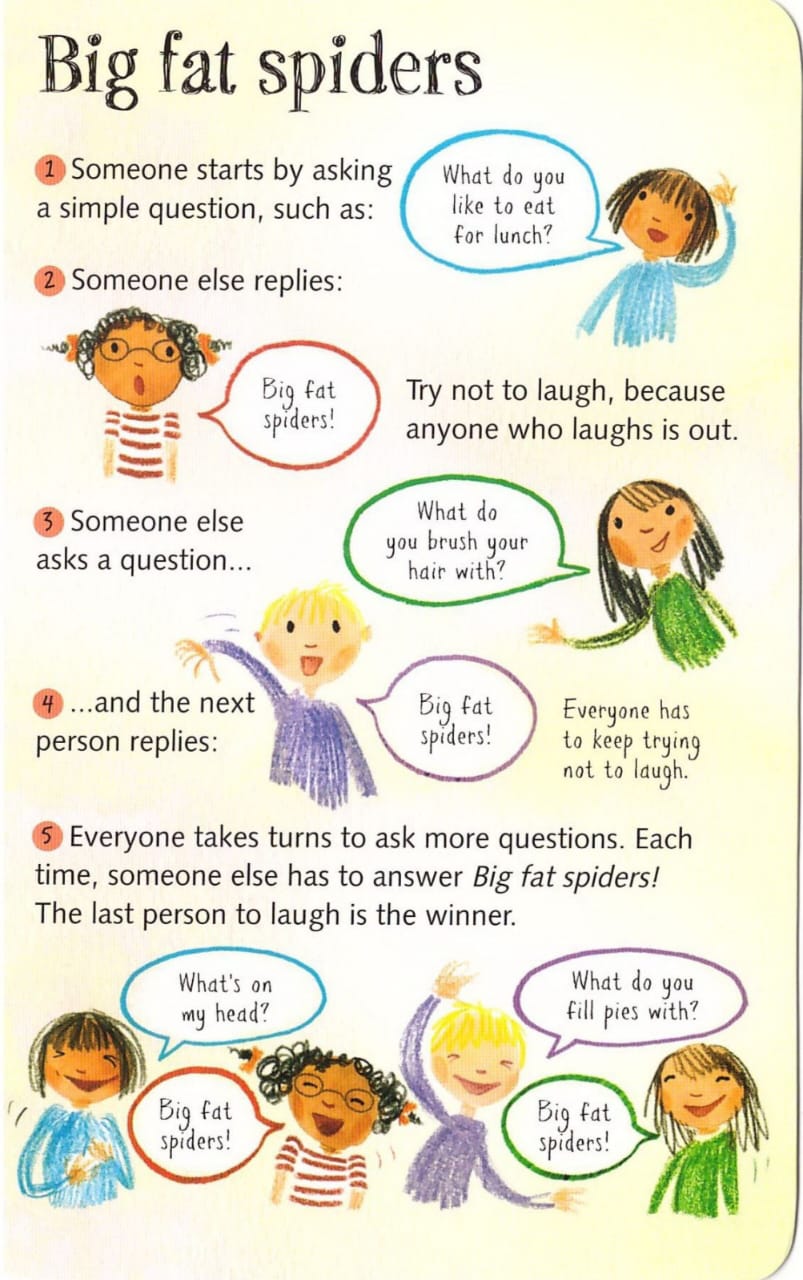 Big fat spiders
1 Someone starts by asking
a simple question, such as:
What do you
like to eat
for lunch?
2 Someone else replies:
Big fat
spiders!
Try not to laugh, because
anyone who laughs is out.
3 Someone else
asks a question...
What do
you brush your
hair with?
4 ...and the next
person replies:
Big fat
spiders!
Everyone has
to keep trying
not to laugh.
5 Everyone takes turns to ask more questions. Each
time, someone else has to answer Big fat spiders!
The last person to laugh is the winner.
What's on
my head?
Big fat
spiders!
What do you
fill pies with?
Big fat
spiders!